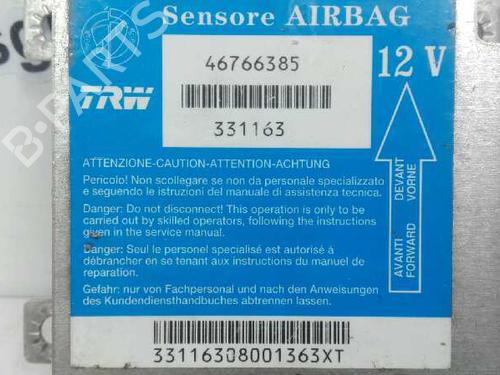 Sensore AIRBAG
46766385
12 V
TRW
331163
ATTENZIONE-CAUTION-ATTENTION-ACHTUNG
Pericolo! Non scollegare se non da personale specializzato
e seguendo le istruzioni del manuale di assistenza tecnica.
Danger: Do not disconnect! This operation is only to be
carried out by skilled operators, following the instructions
given in the service manual.
Danger: Seul le personel specialisé est autorisé à
débrancher en se tenant aux instructions du manuel de
reparation.
Gefahr: nur von Fachpersonal und nach den Anweisungen
des Kundendiensthandbuches abtrennen lassen.
AVANTI DEVANT
FORWARD VORNE
33116308001363XT
B-PARTS